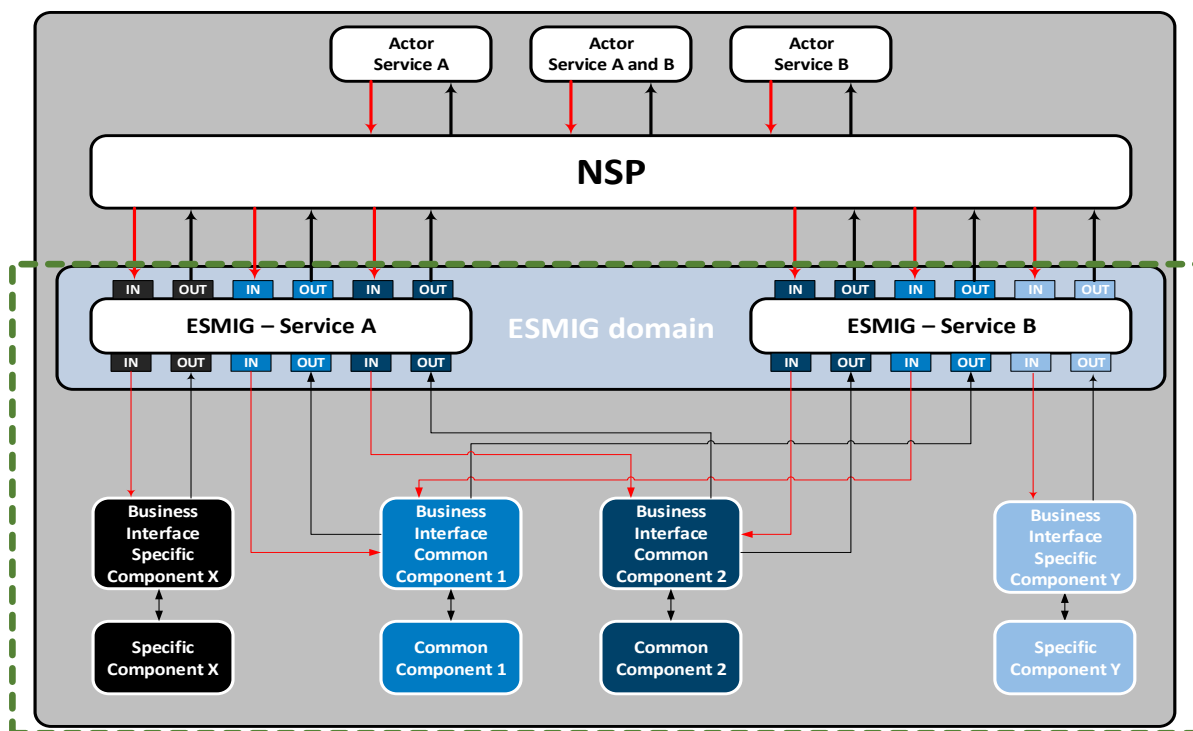 Actor
Service A
Actor
Service A and B
Actor
Service B
NSP
IN OUT IN OUT IN OUT
IN OUT IN OUT IN OUT
ESMIG – Service A
ESMIG domain
ESMIG – Service B
IN OUT IN OUT IN OUT
IN OUT IN OUT IN OUT
Business
Interface
Specific
Component X
Business
Interface
Common
Component 1
Business
Interface
Common
Component 2
Business
Interface
Specific
Component Y
Specific
Component X
Common
Component 1
Common
Component 2
Specific
Component Y